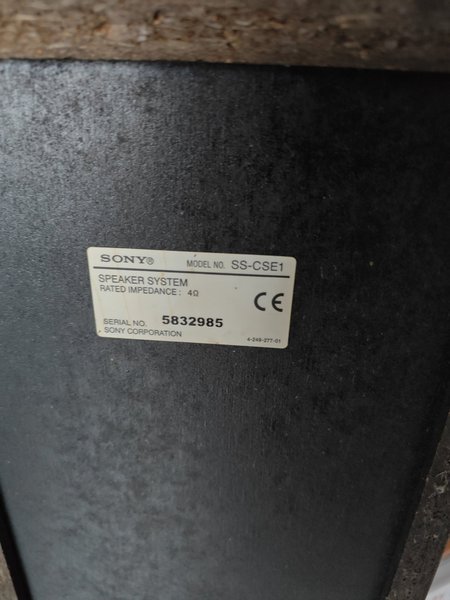 SONY® MODEL NO. SS-CSE1
SPEAKER SYSTEM
RATED IMPEDANCE : 4Ω
CE
SERIAL NO. 5832985
SONY CORPORATION 4-249-277-01